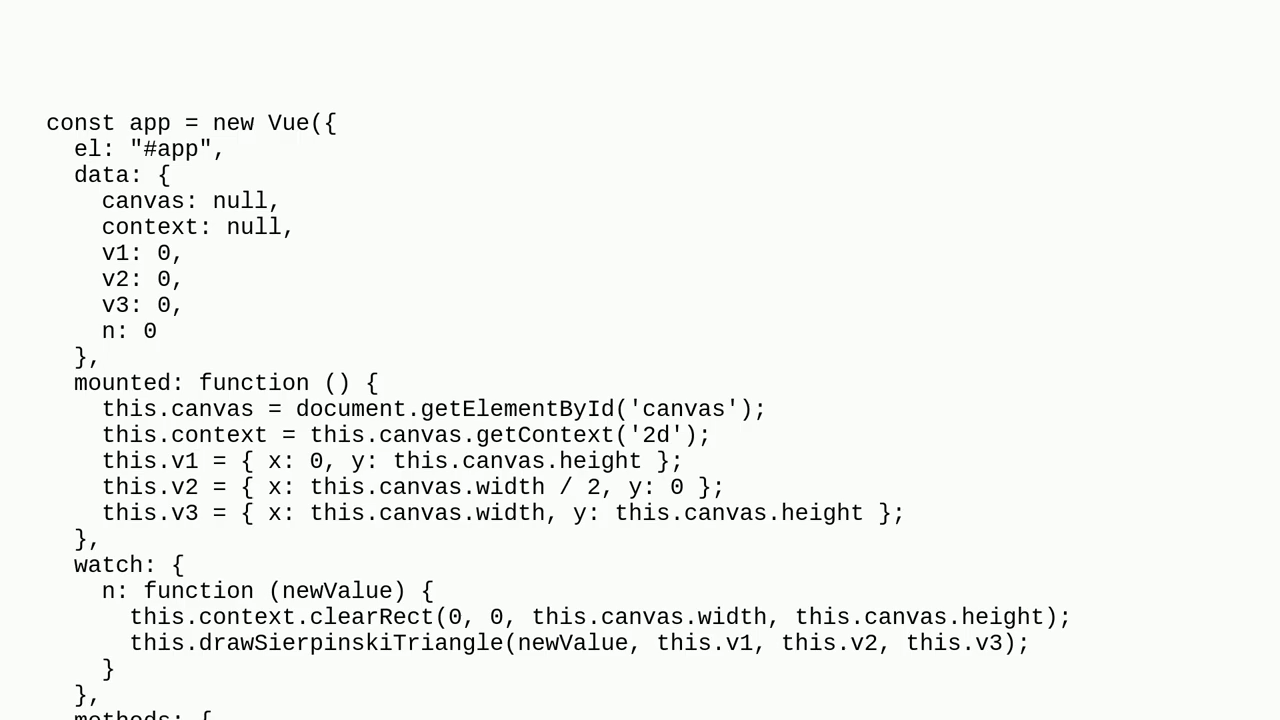 const app = new Vue({
  el: "#app",
  data: {
    canvas: null,
    context: null,
    v1: 0,
    v2: 0,
    v3: 0,
    n: 0
  },
  mounted: function () {
    this.canvas = document.getElementById('canvas');
    this.context = this.canvas.getContext('2d');
    this.v1 = { x: 0, y: this.canvas.height };
    this.v2 = { x: this.canvas.width / 2, y: 0 };
    this.v3 = { x: this.canvas.width, y: this.canvas.height };
  },
  watch: {
    n: function (newValue) {
      this.context.clearRect(0, 0, this.canvas.width, this.canvas.height);
      this.drawSierpinskiTriangle(newValue, this.v1, this.v2, this.v3);
    }
  },
  methods: {